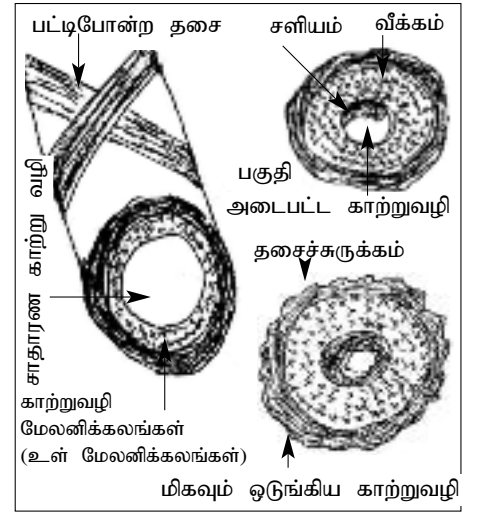 பட்டிபோன்ற தசை
சளியம் வீக்கம்
பகுதி
அடைபட்ட காற்றுவழி
சாதாரண காற்று வழி
தசைச்சுருக்கம்
காற்றுவழி
மேலனிக்கலங்கள்
(உள் மேலனிக்கலங்கள்)
மிகவும் ஒடுங்கிய காற்றுவழி